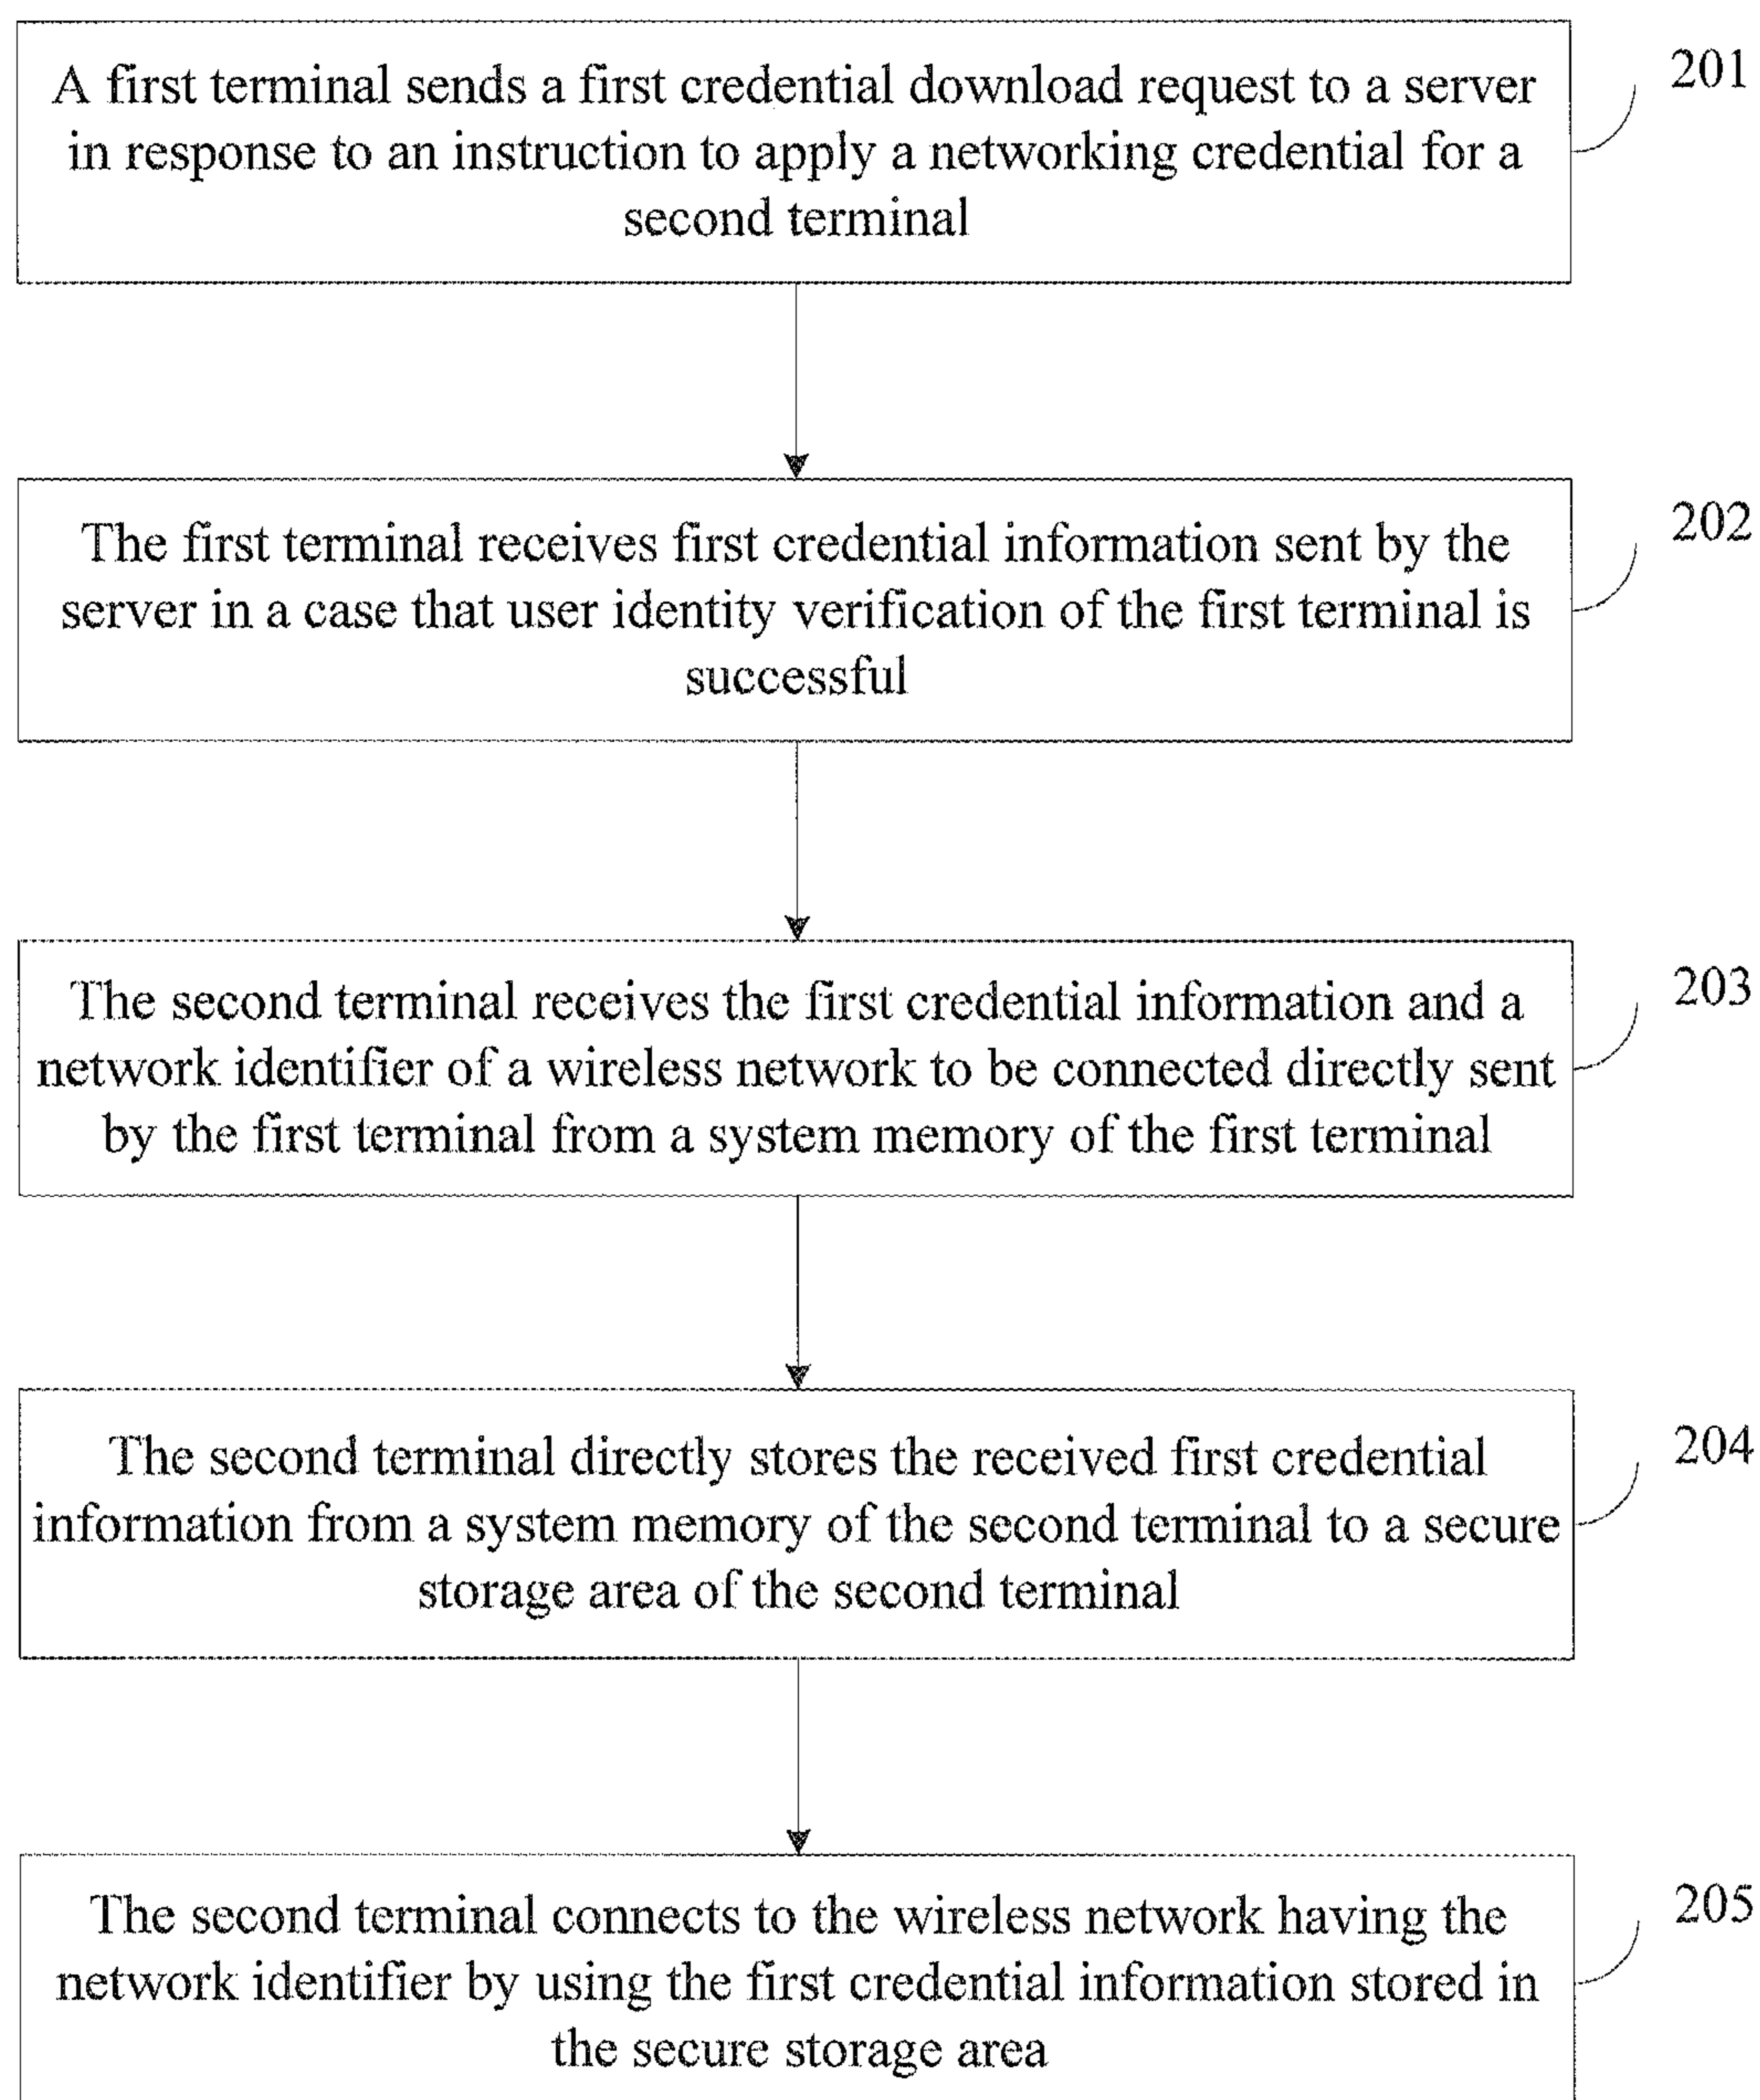 A first terminal sends a first credential download request to a server
in response to an instruction to apply a networking credential for a
second terminal
201
The first terminal receives first credential information sent by the
server in a case that user identity verification of the first terminal is
successful
202
The second terminal receives the first credential information and a
network identifier of a wireless network to be connected directly sent
by the first terminal from a system memory of the first terminal
203
The second terminal directly stores the received first credential
information from a system memory of the second terminal to a secure
storage area of the second terminal
204
The second terminal connects to the wireless network having the
network identifier by using the first credential information stored in
the secure storage area
205